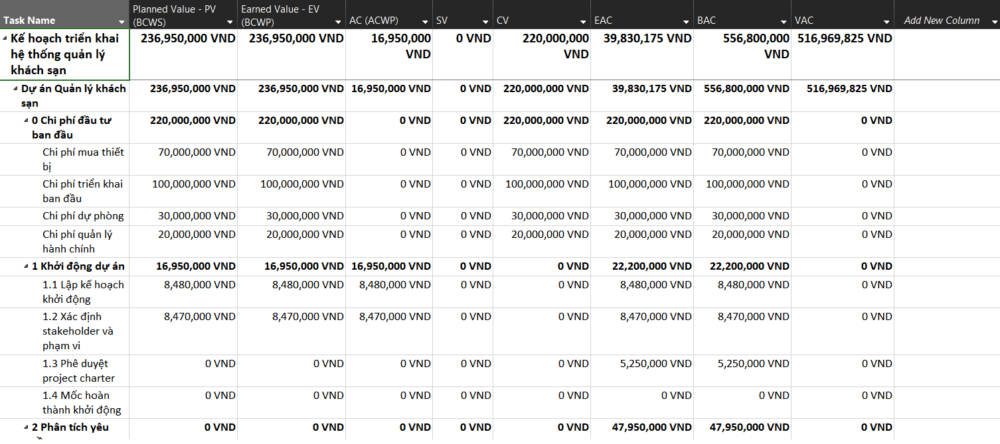 Task Name Planned Value - PV (BCWS) Earned Value - EV (BCWP) AC (ACWP) SV CV EAC BAC VAC Add New Column
Kế hoạch triển khai hệ thống quản lý khách sạn 236,950,000 VND 236,950,000 VND 16,950,000 VND 0 VND 220,000,000 VND 39,830,175 VND 556,800,000 VND 516,969,825 VND
Dự án Quản lý khách sạn 236,950,000 VND 236,950,000 VND 16,950,000 VND 0 VND 220,000,000 VND 39,830,175 VND 556,800,000 VND 516,969,825 VND
0 Chi phí đầu tư ban đầu 220,000,000 VND 220,000,000 VND 0 VND 0 VND 220,000,000 VND 220,000,000 VND 220,000,000 VND 0 VND
Chi phí mua thiết bị 70,000,000 VND 70,000,000 VND 0 VND 0 VND 70,000,000 VND 70,000,000 VND 70,000,000 VND 0 VND
Chi phí triển khai ban đầu 100,000,000 VND 100,000,000 VND 0 VND 0 VND 100,000,000 VND 100,000,000 VND 100,000,000 VND 0 VND
Chi phí dự phòng 30,000,000 VND 30,000,000 VND 0 VND 0 VND 30,000,000 VND 30,000,000 VND 30,000,000 VND 0 VND
Chi phí quản lý hành chính 20,000,000 VND 20,000,000 VND 0 VND 0 VND 20,000,000 VND 20,000,000 VND 20,000,000 VND 0 VND
1 Khởi động dự án 16,950,000 VND 16,950,000 VND 16,950,000 VND 0 VND 0 VND 22,200,000 VND 22,200,000 VND 0 VND
1.1 Lập kế hoạch khởi động 8,480,000 VND 8,480,000 VND 8,480,000 VND 0 VND 0 VND 8,480,000 VND 8,480,000 VND 0 VND
1.2 Xác định stakeholder và phạm vi 8,470,000 VND 8,470,000 VND 8,470,000 VND 0 VND 0 VND 8,470,000 VND 8,470,000 VND 0 VND
1.3 Phê duyệt project charter 0 VND 0 VND 0 VND 0 VND 0 VND 5,250,000 VND 5,250,000 VND 0 VND
1.4 Mốc hoàn thành khởi động 0 VND 0 VND 0 VND 0 VND 0 VND 0 VND 0 VND 0 VND
2 Phân tích yêu 0 VND 0 VND 0 VND 0 VND 0 VND 47,950,000 VND 47,950,000 VND 0 VND